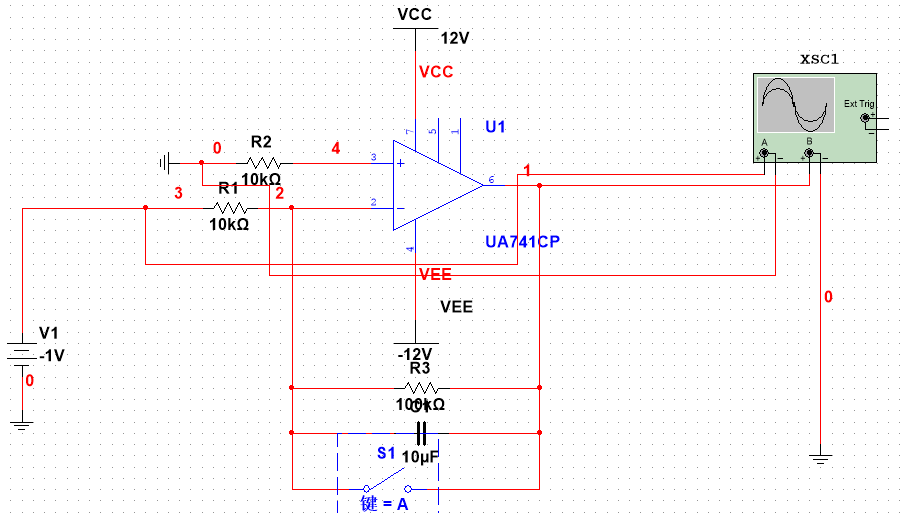 VCC
12V
VCC
XSC1
Ext Trig
+
-
A
B
+ - + -
7
5
1
U1
0
R2
4
3
+
10kΩ
R1
3
2
10kΩ
2
-
6
1
UA741CP
4
VEE
VEE
0
V1
-1V
0
-12V
R3
100kΩ
C1
10µF
S1
键 = A